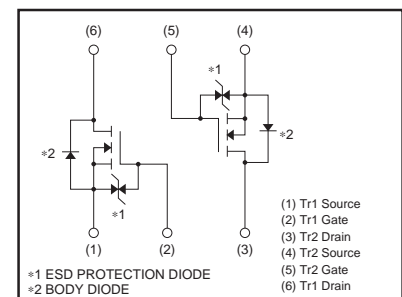 (6) (5) (4)
∗1
∗2 ∗2
∗1
(1) (2) (3)
(1) Tr1 Source
(2) Tr1 Gate
(3) Tr2 Drain
(4) Tr2 Source
(5) Tr2 Gate
(6) Tr1 Drain
∗1 ESD PROTECTION DIODE
∗2 BODY DIODE